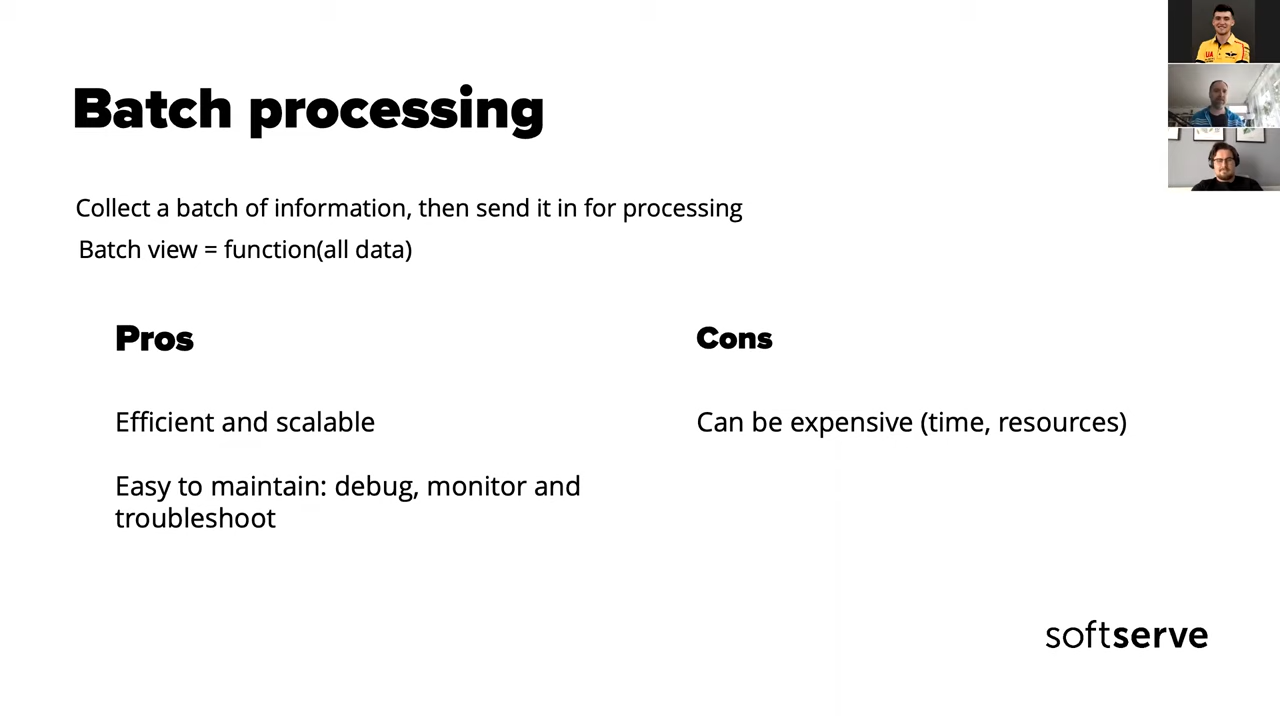 Batch processing
Collect a batch of information, then send it in for processing
Batch view = function(all data)
Pros
Efficient and scalable
Easy to maintain: debug, monitor and
troubleshoot
Cons
Can be expensive (time, resources)
softserve
UA